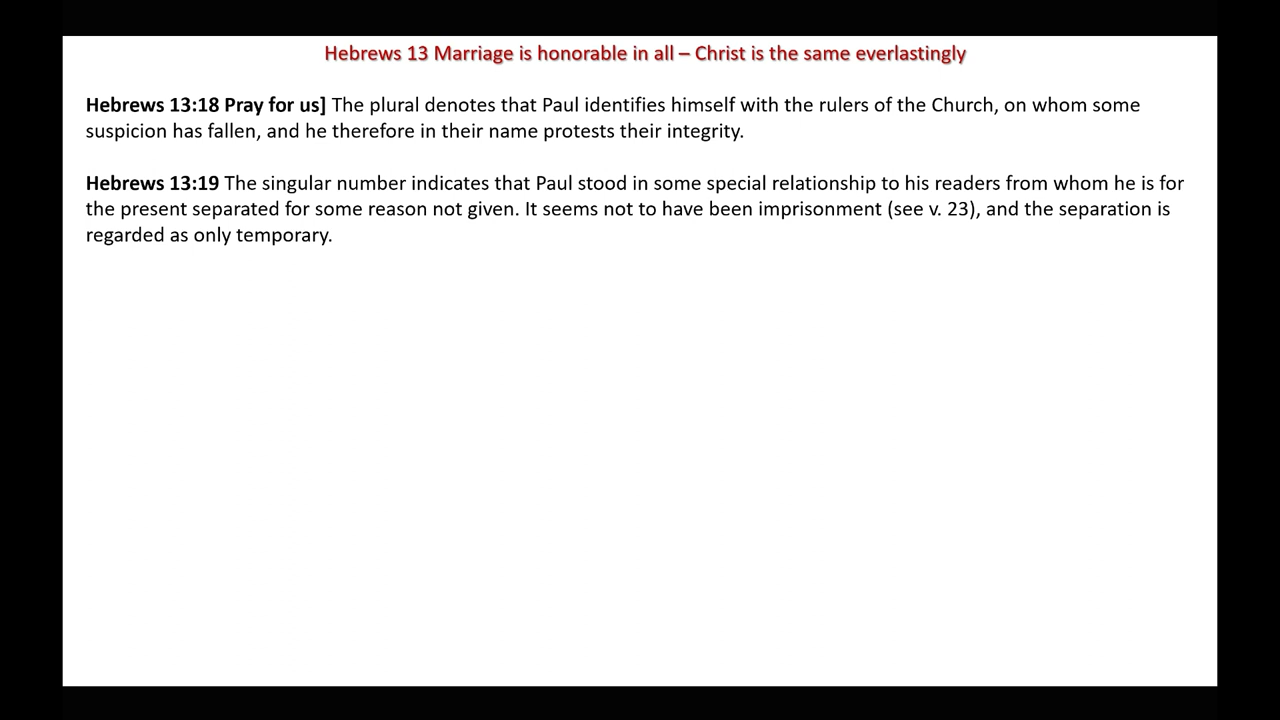 Hebrews 13 Marriage is honorable in all – Christ is the same everlastingly
Hebrews 13:18 Pray for us] The plural denotes that Paul identifies himself with the rulers of the Church, on whom some
suspicion has fallen, and he therefore in their name protests their integrity.
Hebrews 13:19 The singular number indicates that Paul stood in some special relationship to his readers from whom he is for
the present separated for some reason not given. It seems not to have been imprisonment (see v. 23), and the separation is
regarded as only temporary.